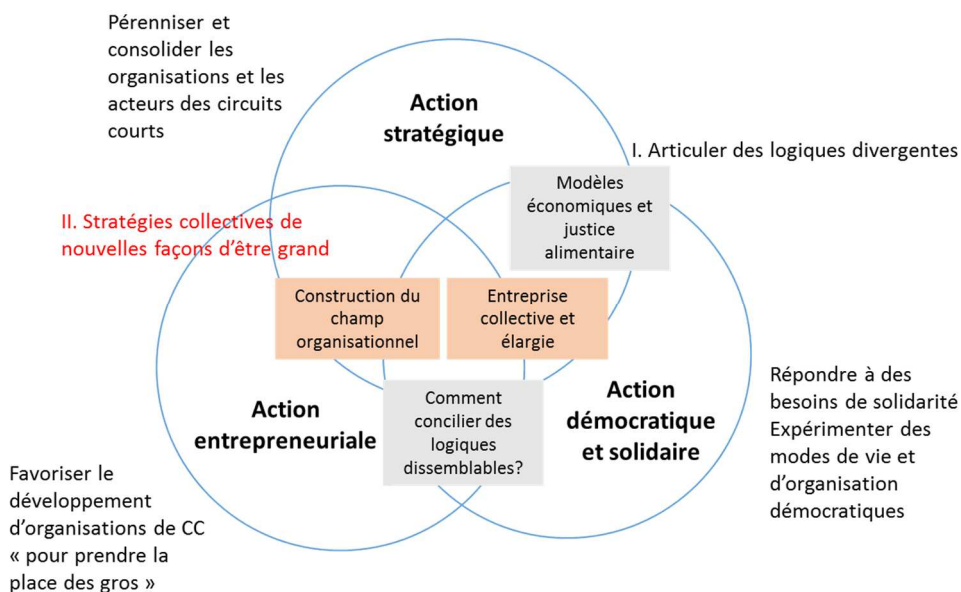 Pérenniser et
consolider les
organisations et les
acteurs des circuits
courts
Action
stratégique
I. Articuler des logiques divergentes
Modèles
économiques et
justice
alimentaire
II. Stratégies collectives de
nouvelles façons d'être grand
Construction du
champ
organisationnel
Entreprise
collective et
élargie
Action
entrepreneuriale
Comment
concilier des
logiques
dissemblables?
Action
démocratique
et solidaire
Répondre à des
besoins de solidarité
Expérimenter des
modes de vie et
d'organisation
démocratiques
Favoriser le
développement
d'organisations de CC
« pour prendre la
place des gros »